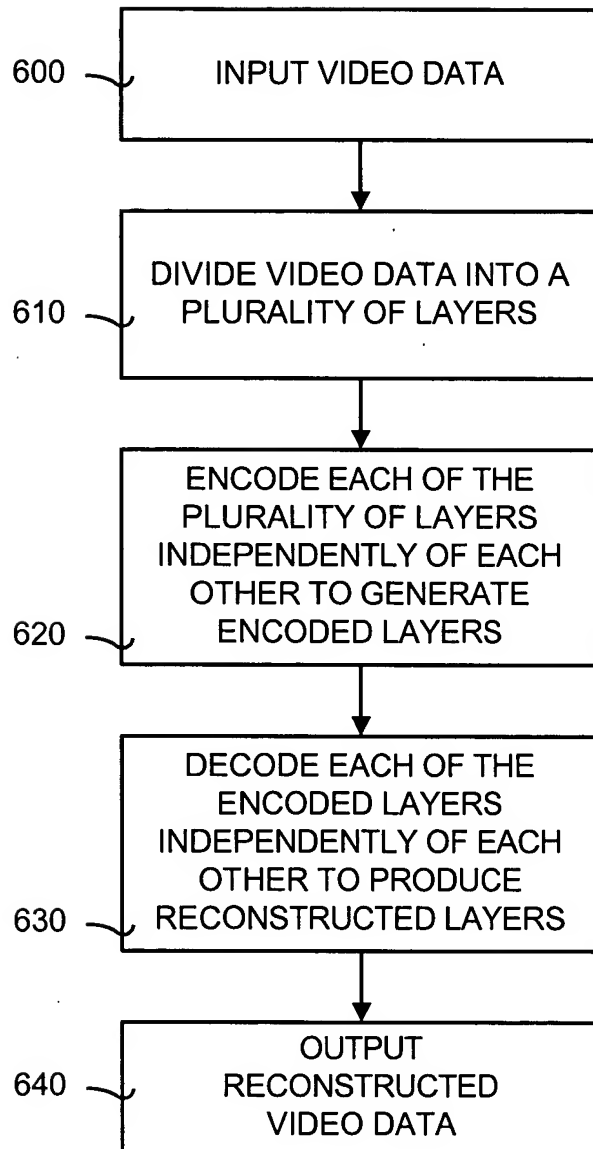 600
INPUT VIDEO DATA
610
DIVIDE VIDEO DATA INTO A
PLURALITY OF LAYERS
620
ENCODE EACH OF THE
PLURALITY OF LAYERS
INDEPENDENTLY OF EACH
OTHER TO GENERATE
ENCODED LAYERS
630
DECODE EACH OF THE
ENCODED LAYERS
INDEPENDENTLY OF EACH
OTHER TO PRODUCE
RECONSTRUCTED LAYERS
640
OUTPUT
RECONSTRUCTED
VIDEO DATA